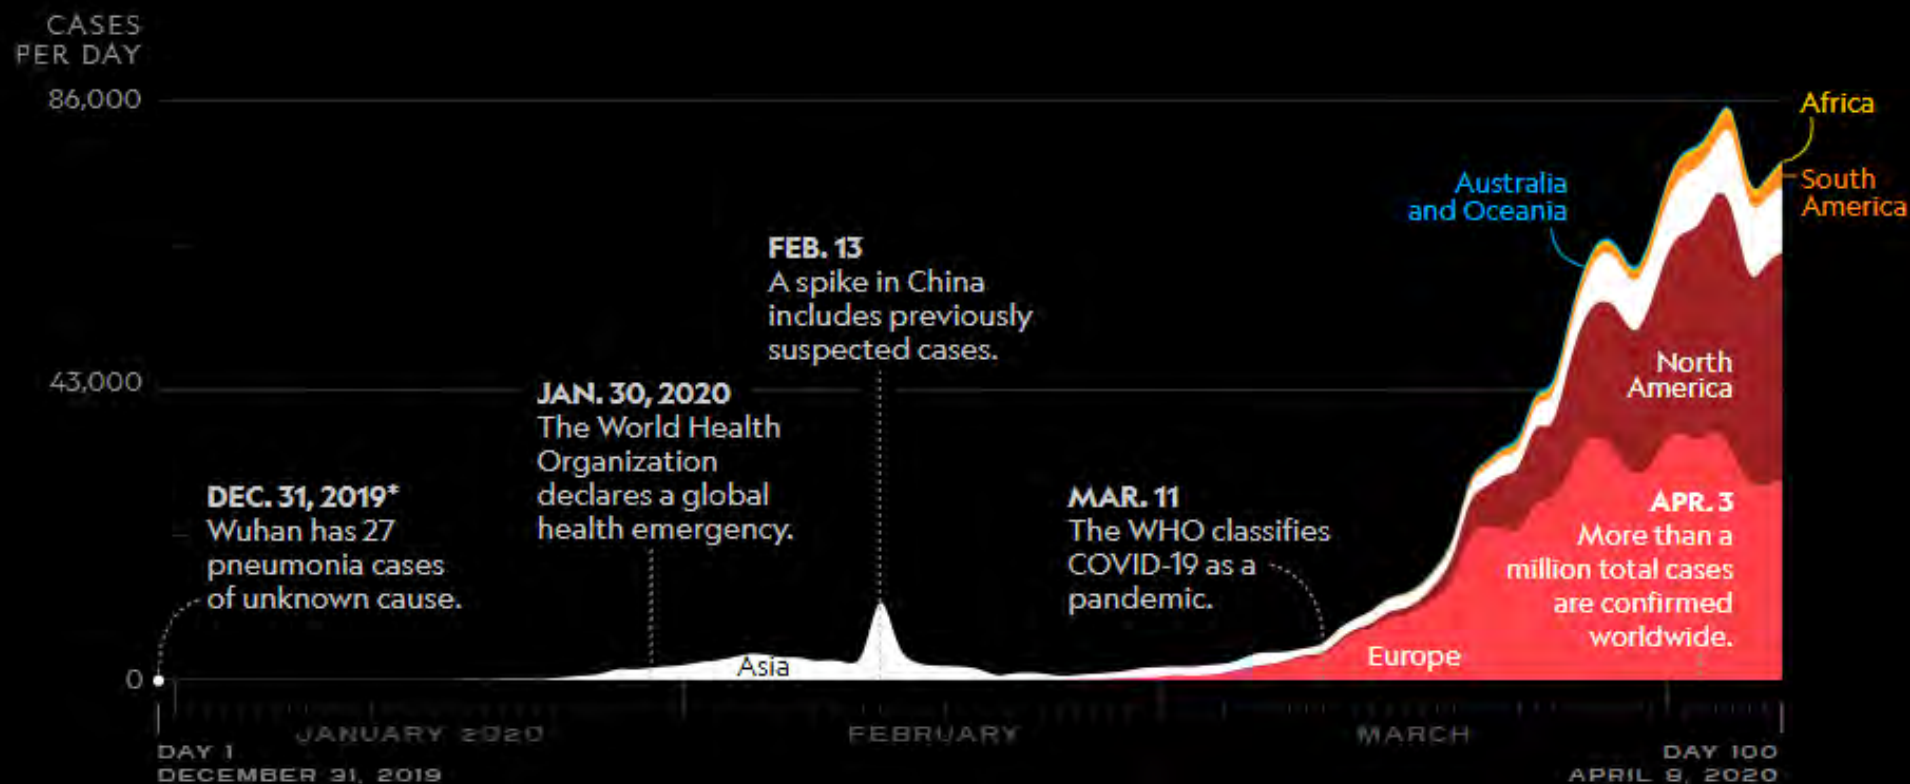 CASES
PER DAY
86,000
43,000
0
DEC. 31, 2019*
Wuhan has 27
pneumonia cases
of unknown cause.
JAN. 30, 2020
The World Health
Organization
declares a global
health emergency.
FEB. 13
A spike in China
includes previously
suspected cases.
MAR. 11
The WHO classifies
COVID-19 as a
pandemic.
APR. 3
More than a
million total cases
are confirmed
worldwide.
Africa
South
America
Australia
and Oceania
North
America
Europe
Asia
JANUARY 2020
FEBRUARY
MARCH
DAY 1
DECEMBER 31, 2019
DAY 100
APRIL 8, 2020